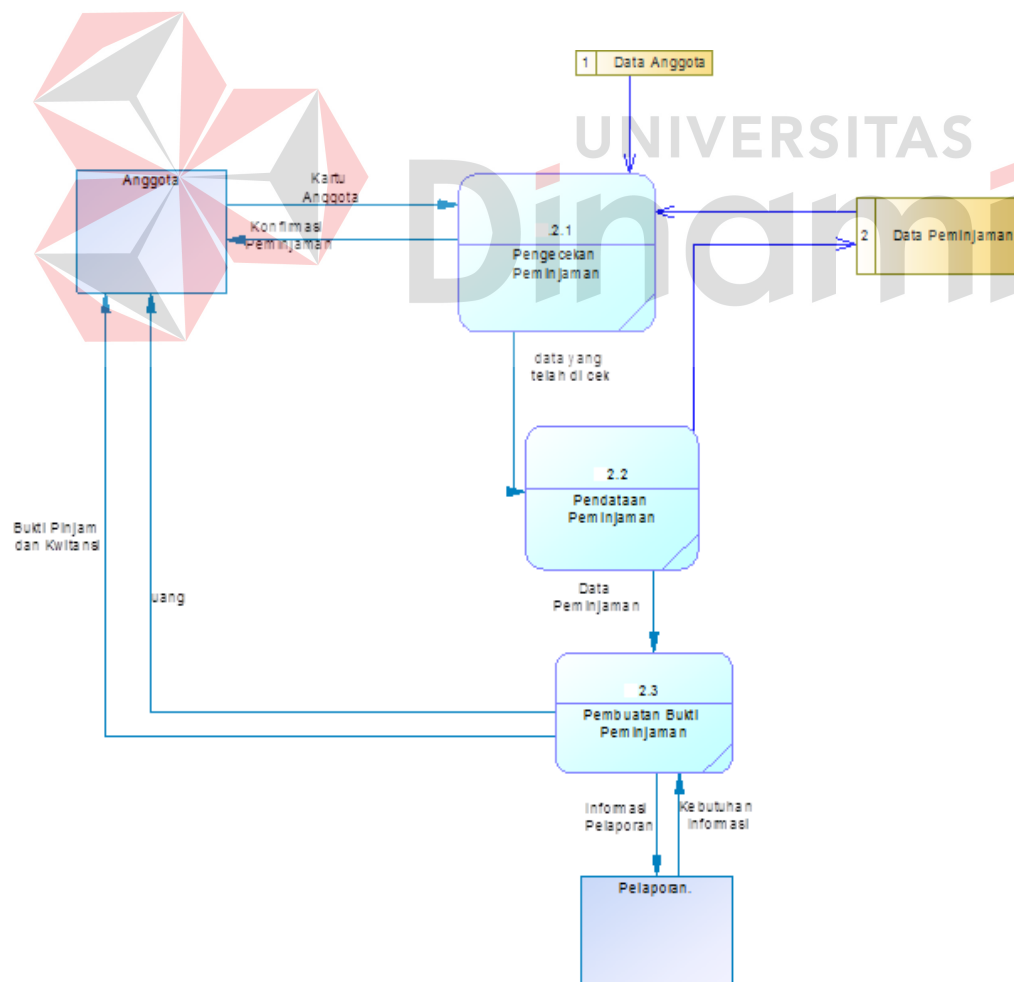 1 Data Anggota
UNIVERSITAS
Dinami
Anggota
Kartu
Anggota
Konfirmasi
Peminjaman
.2.1
Pengecekan
Peminjaman
2 Data Peminjaman
data yang
telah di cek
2.2
Pendataan
Peminjaman
Bukti Pinjam
dan Kwitansi
uang
Data
Peminjaman
2.3
Pembuatan Bukti
Peminjaman
Informasi
Pelaporan
Kebutuhan
Informasi
Pelaporan.